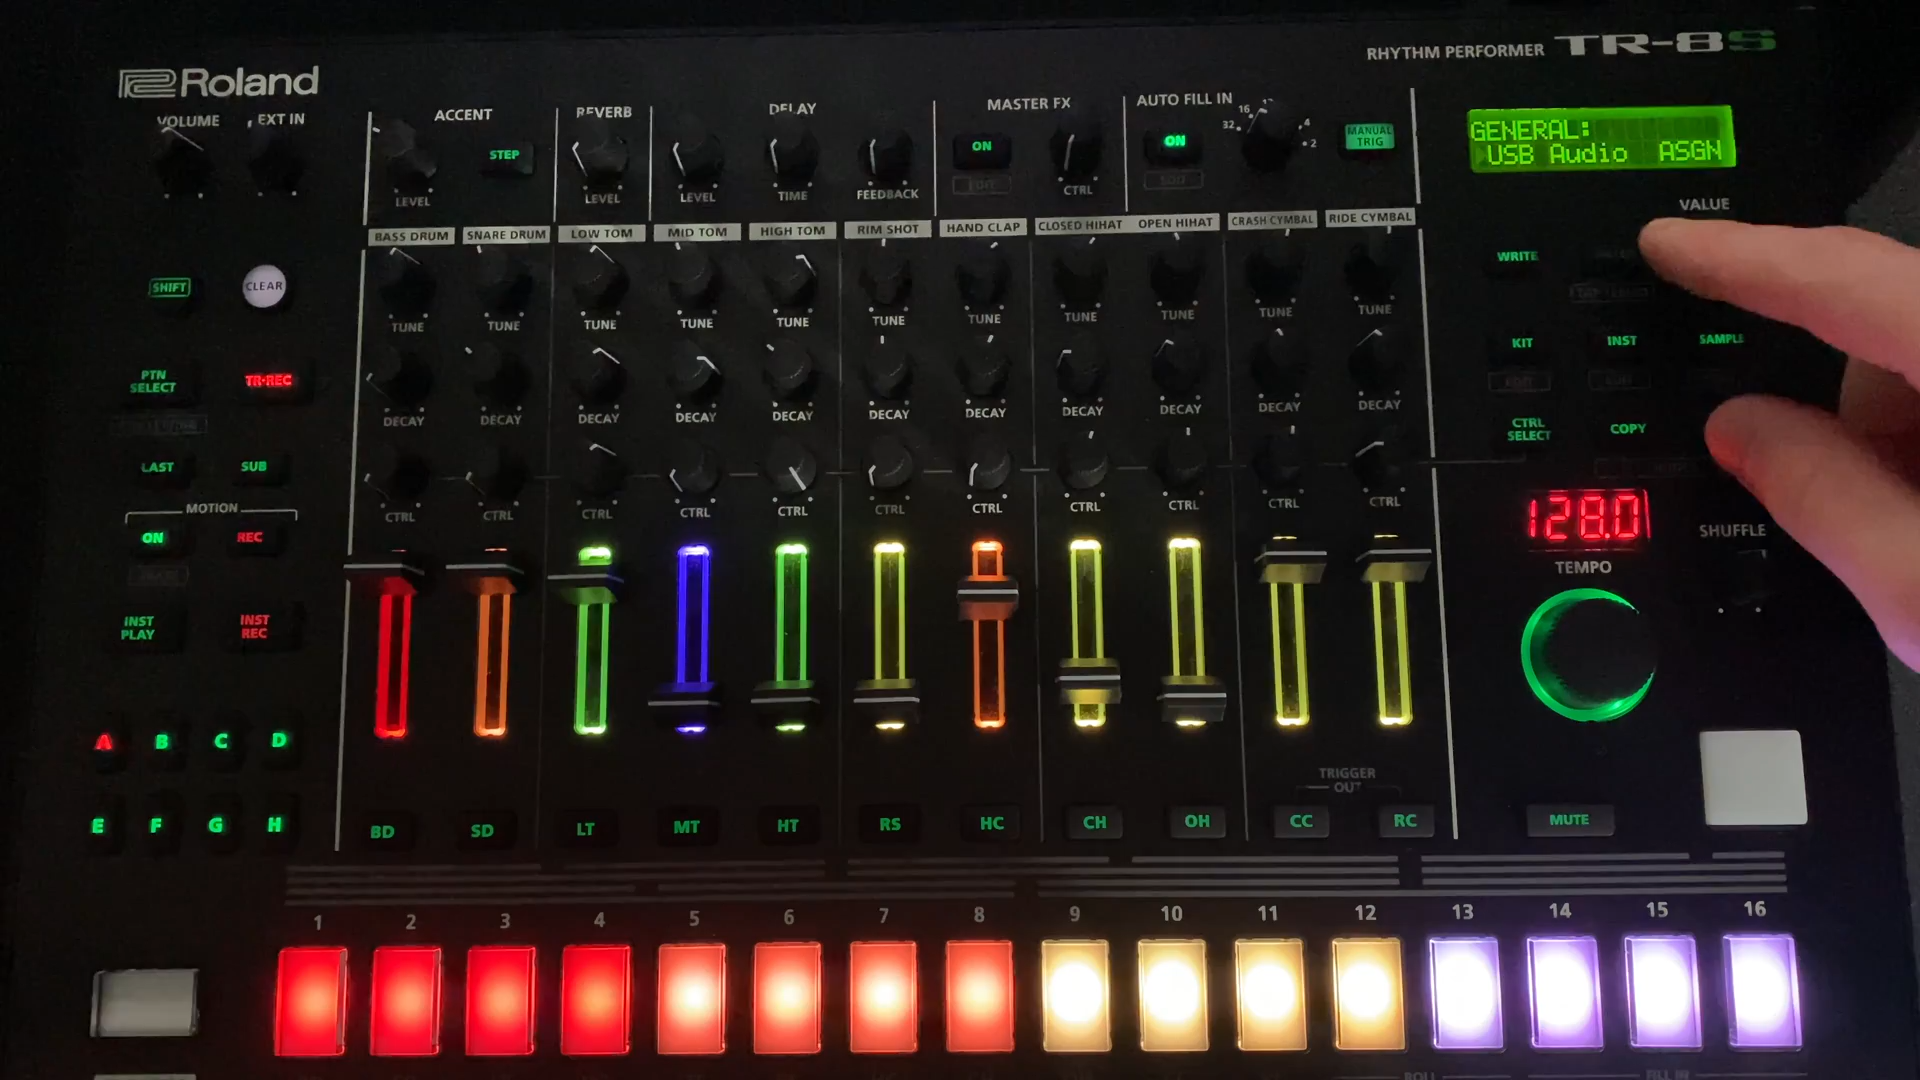 Roland
RHYTHM PERFORMER TR-8S
VOLUME EXT IN
ACCENT
REVERB
DELAY
MASTER FX
AUTO FILL IN
STEP
ON
ON
32 16 4 2
MANUAL
TRIG
GENERAL:
USB Audio ASGN
LEVEL
LEVEL
LEVEL
TIME
FEEDBACK
CTRL
VALUE
BASS DRUM SNARE DRUM LOW TOM MID TOM HIGH TOM RIM SHOT HAND CLAP CLOSED HIHAT OPEN HIHAT CRASH CYMBAL RIDE CYMBAL
WRITE
SHIFT CLEAR
TUNE TUNE TUNE TUNE TUNE TUNE TUNE TUNE TUNE TUNE TUNE
KIT INST SAMPLE
PTN
SELECT
TR-REC
DECAY DECAY DECAY DECAY DECAY DECAY DECAY DECAY DECAY DECAY DECAY
CTRL
SELECT
COPY
LAST SUB
MOTION
ON REC
CTRL CTRL CTRL CTRL CTRL CTRL CTRL CTRL CTRL CTRL CTRL
128.0
SHUFFLE
TEMPO
INST
PLAY
INST
REC
A B C D
E F G H
TRIGGER
OUT
BD SD LT MT HT RS HC CH OH CC RC
MUTE
1 2 3 4 5 6 7 8 9 10 11 12 13 14 15 16
ROLL
FILL IN